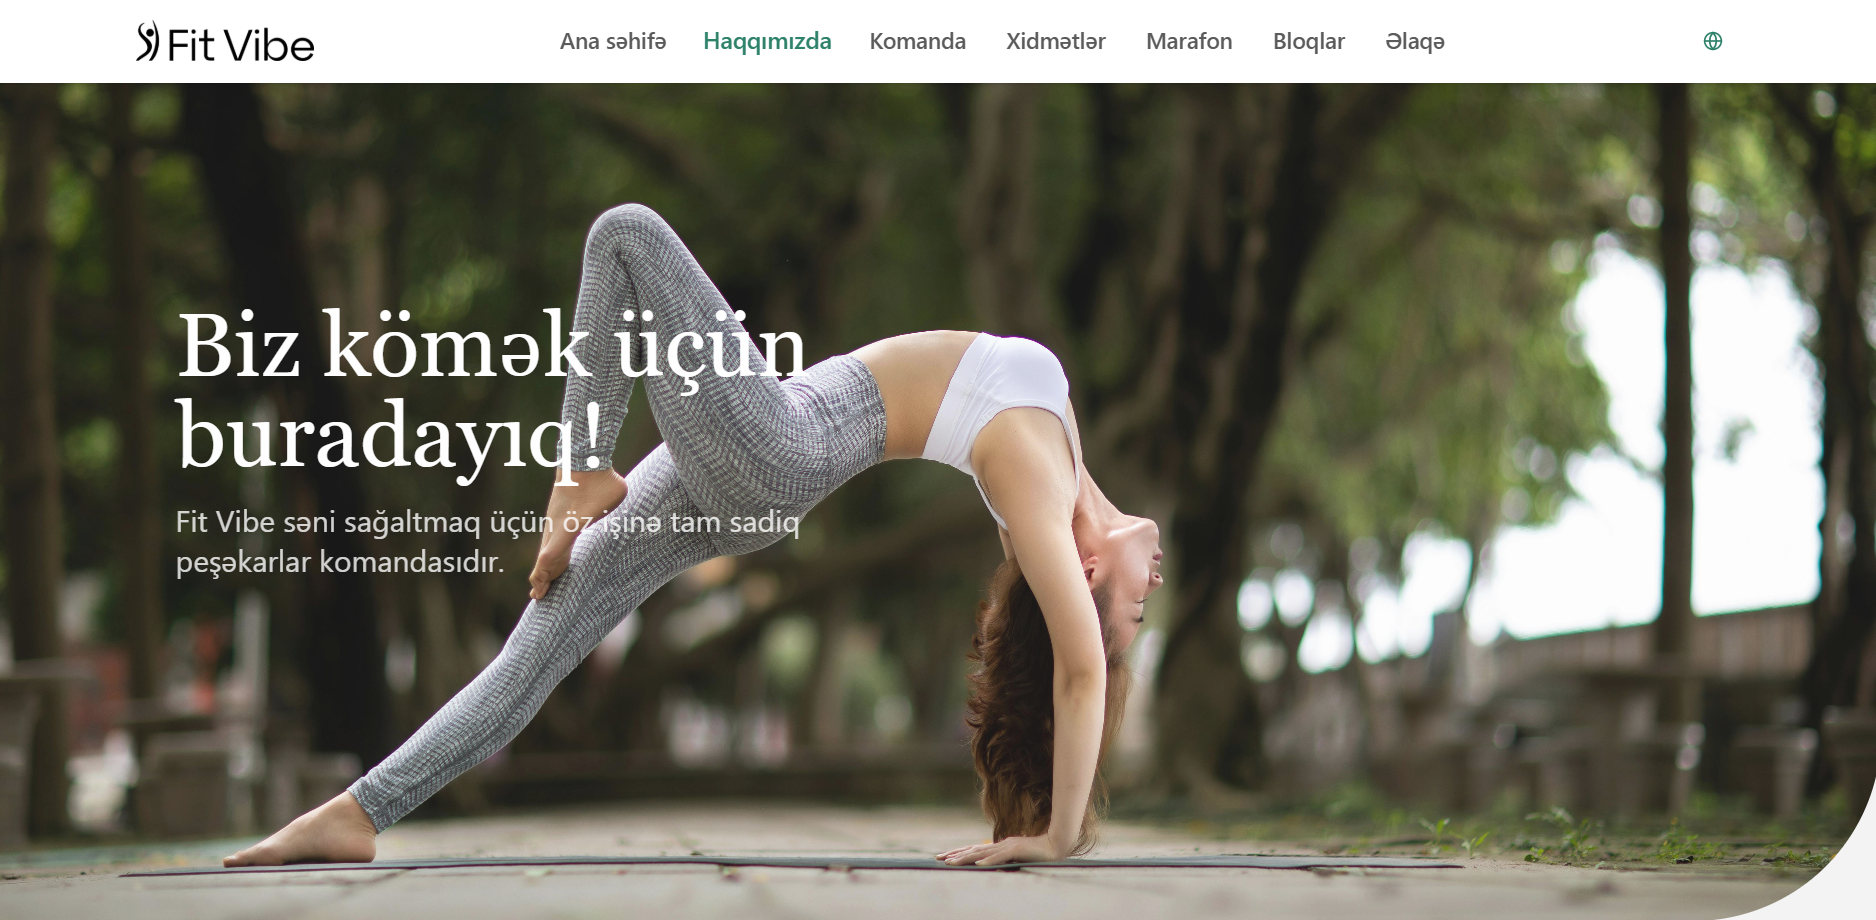 Fit Vibe
Ana səhifə Haqqımızda Komanda Xidmətlər Marafon Bloqlar Əlaqə
Biz kömək üçün
buradayıq!
Fit Vibe səni sağaltmaq üçün öz işinə tam sadiq
peşəkarlar komandasıdır.